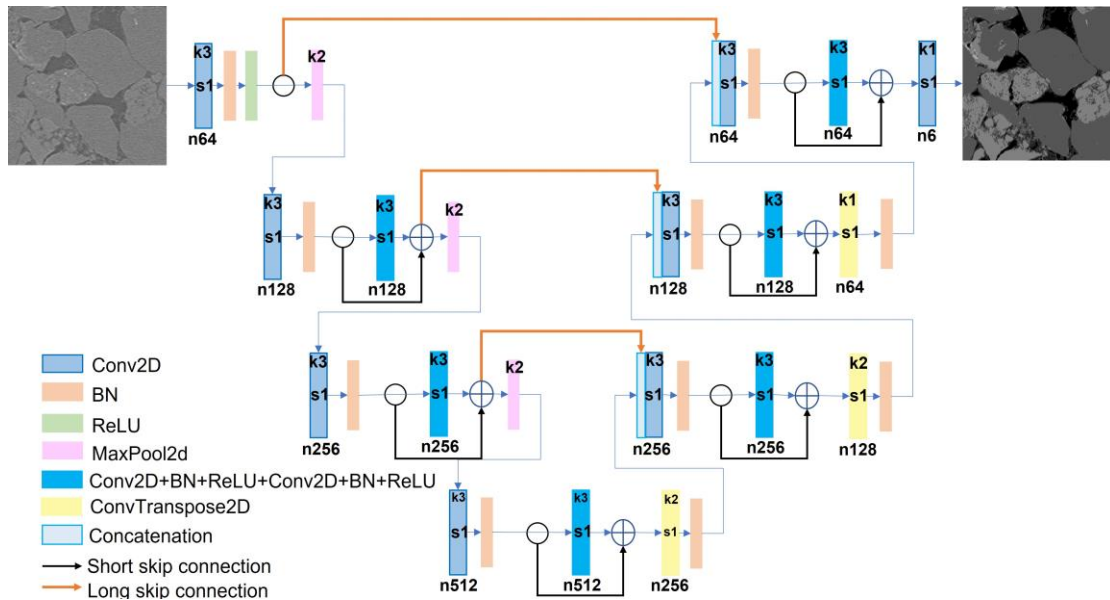 k3 s1 n64
k2
k3 s1 n64
k3 s1 n64
k1 s1 n6
k3 s1 n128
k3 s1 n128
k2
k3 s1 n128
k3 s1 n128
k1 s1 n64
k3 s1 n256
k3 s1 n256
k2
k3 s1 n256
k3 s1 n256
k2 s1 n128
k3 s1 n512
k3 s1 n512
k2 s1 n256
Conv2D
BN
ReLU
MaxPool2d
Conv2D+BN+ReLU+Conv2D+BN+ReLU
ConvTranspose2D
Concatenation
Short skip connection
Long skip connection